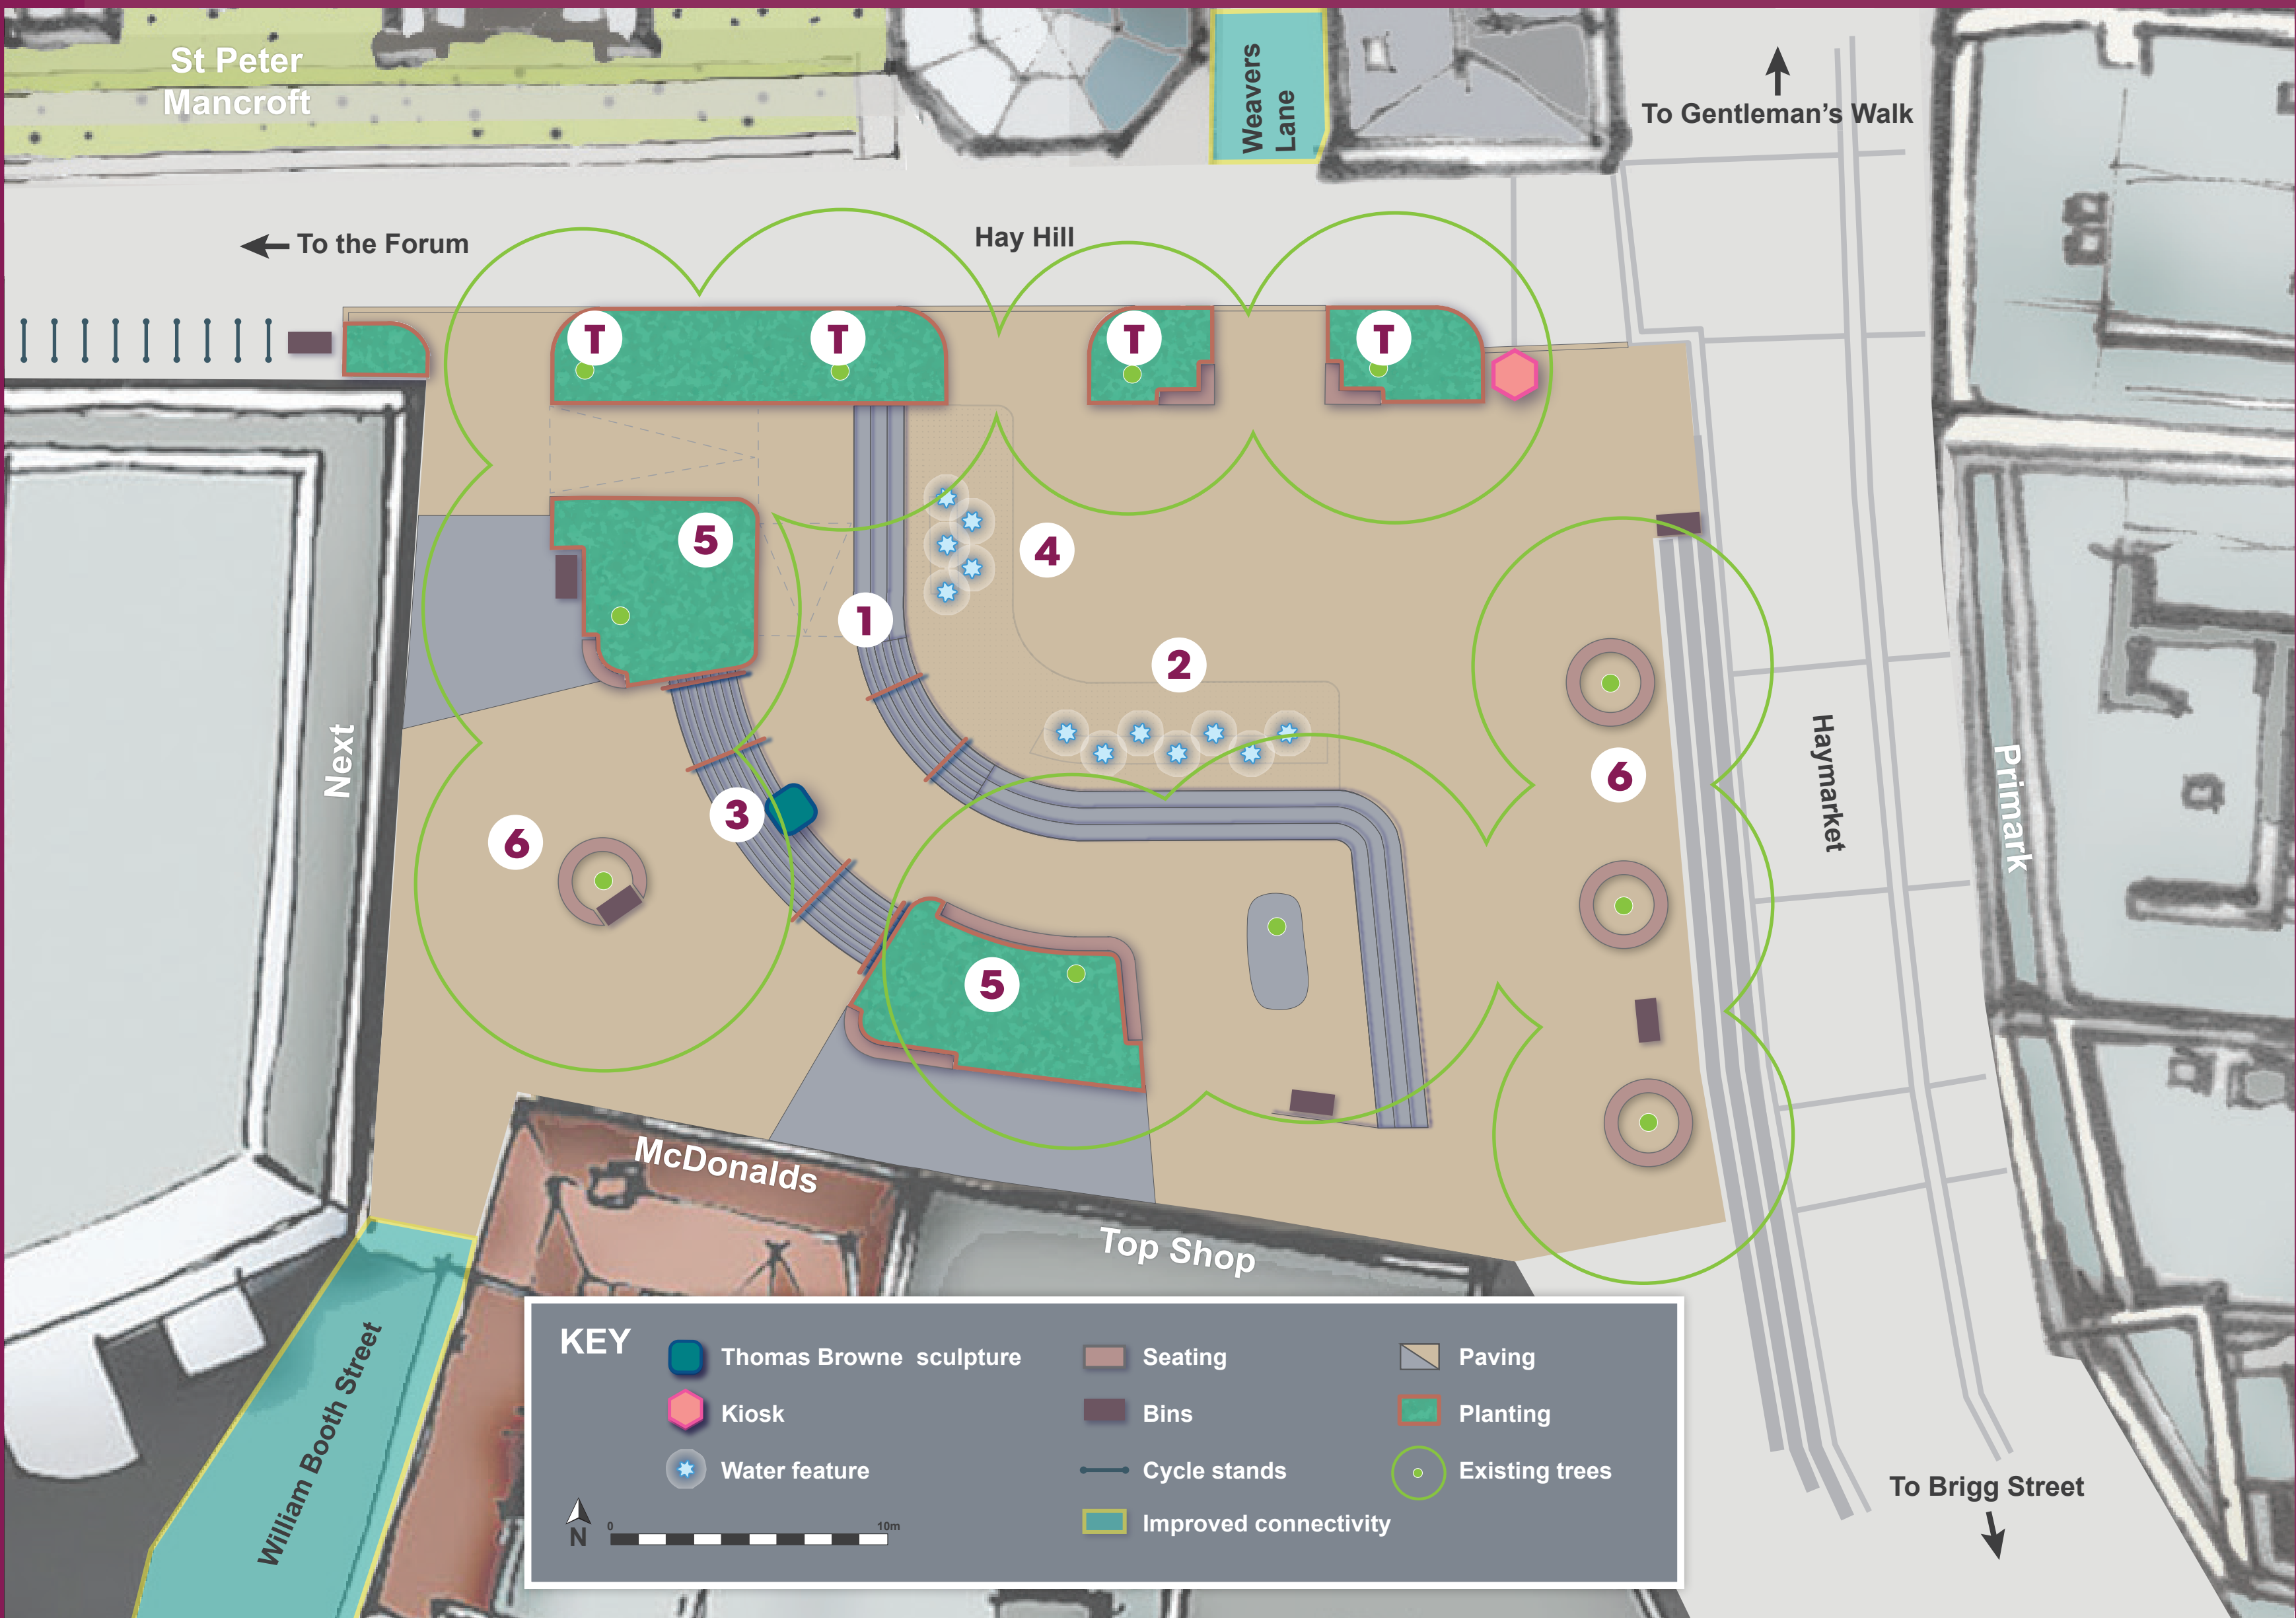 St Peter
Mancroft
Weavers
Lane
To Gentleman's Walk
To the Forum
Hay Hill
T
T
T
T
5
4
1
2
3
6
6
5
Next
Haymarket
Primark
McDonalds
Top Shop
William Booth Street
To Brigg Street
KEY
Thomas Browne sculpture
Kiosk
Water feature
Seating
Bins
Cycle stands
Improved connectivity
Paving
Planting
Existing trees
N
0
10m